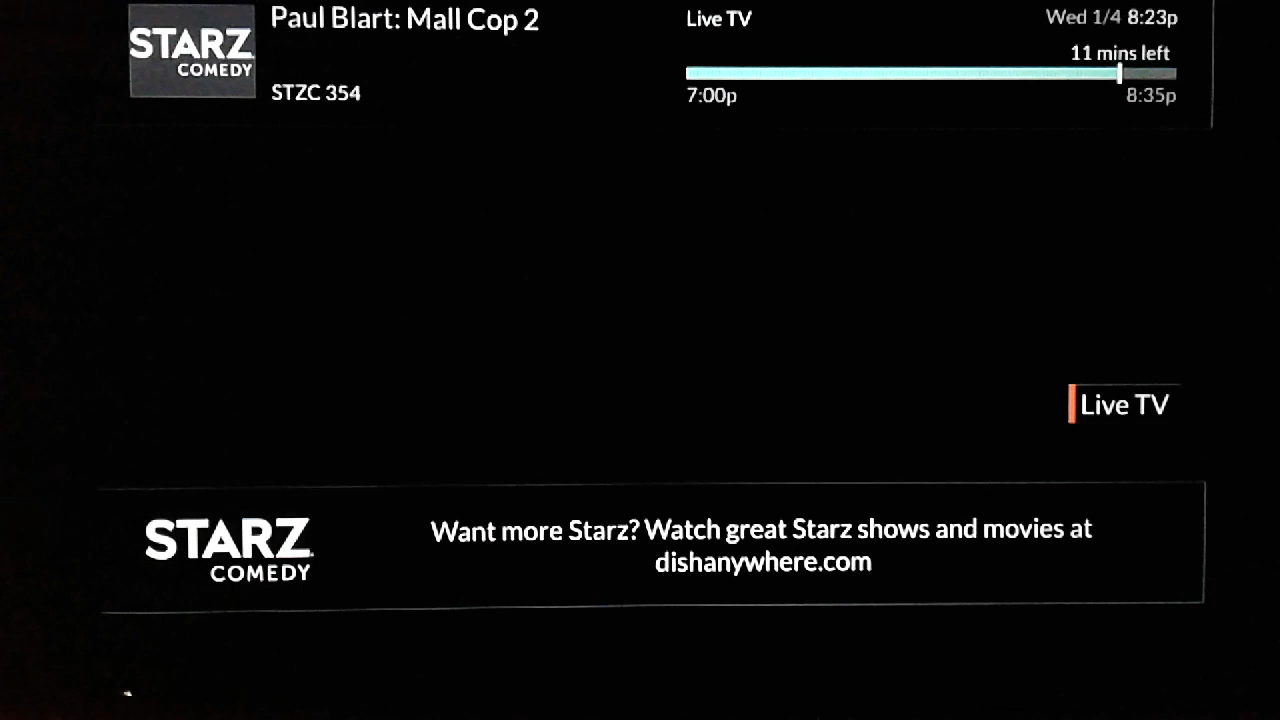 STARZ
COMEDY
Paul Blart: Mall Cop 2
STZC 354
Live TV
Wed 1/4 8:23p
11 mins left
7:00p
8:35p
Live TV
STARZ
COMEDY
Want more Starz? Watch great Starz shows and movies at
dishanywhere.com